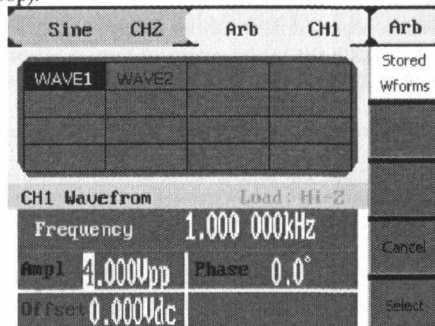 Sine CH2 Arb CH1 Arb
Stored
Wforms
WAVE1 WAVE2
CH1 Wavefrom Load: Hi-Z
Frequency 1.000 000kHz
Cancel
Ampl 4.000Vpp Phase 0.0°
Offset 0.000Vdc
Select